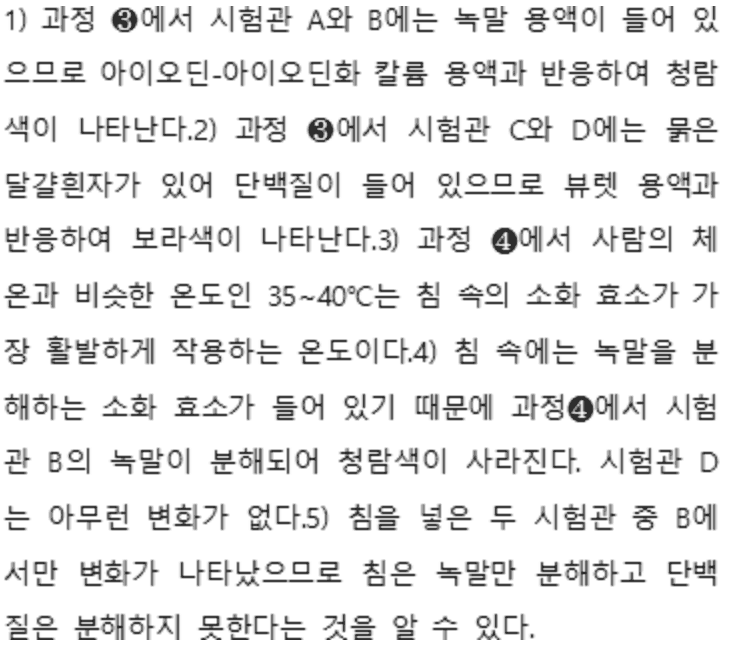 1) 과정 ❸에서 시험관 A와 B에는 녹말 용액이 들어 있
으므로 아이오딘-아이오딘화 칼륨 용액과 반응하여 청람
색이 나타난다.2) 과정 ❸에서 시험관 C와 D에는 묽은
달걀흰자가 있어 단백질이 들어 있으므로 뷰렛 용액과
반응하여 보라색이 나타난다.3) 과정 ❹에서 사람의 체
온과 비슷한 온도인 35~40℃는 침 속의 소화 효소가 가
장 활발하게 작용하는 온도이다.4) 침 속에는 녹말을 분
해하는 소화 효소가 들어 있기 때문에 과정❹에서 시험
관 B의 녹말이 분해되어 청람색이 사라진다. 시험관 D
는 아무런 변화가 없다.5) 침을 넣은 두 시험관 중 B에
서만 변화가 나타났으므로 침은 녹말만 분해하고 단백
질은 분해하지 못한다는 것을 알 수 있다.